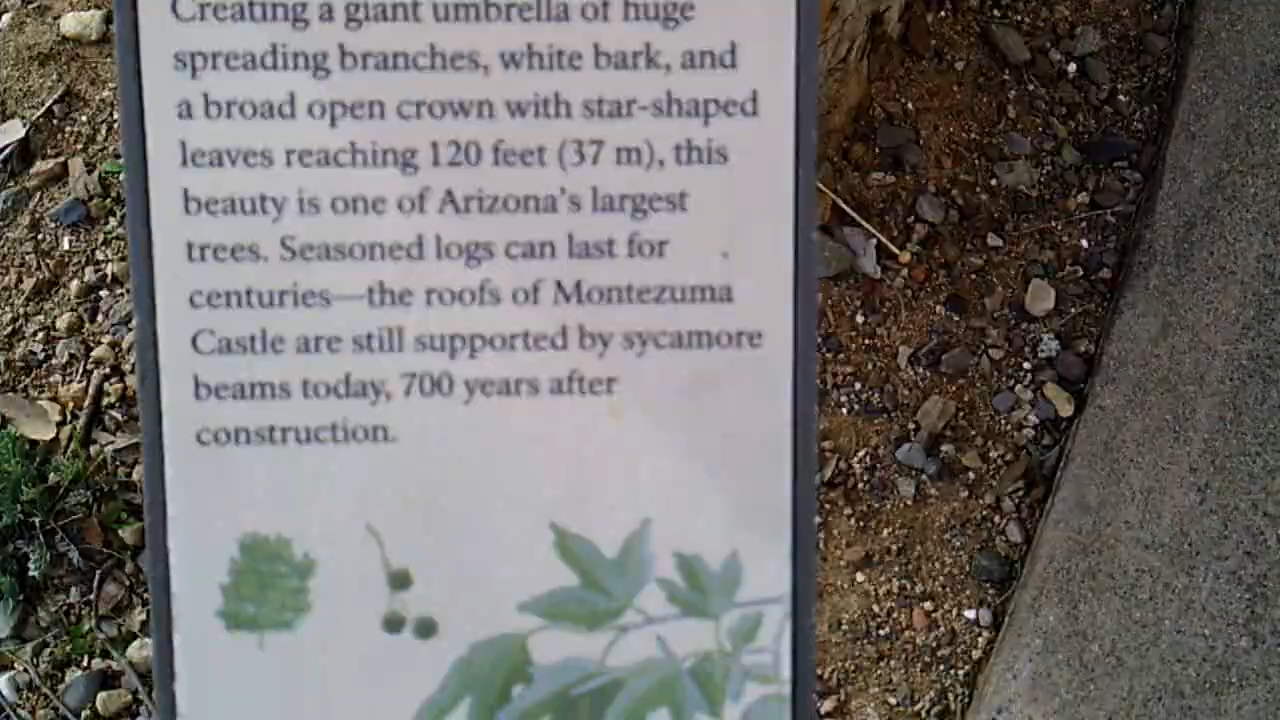 Creating a giant umbrella of huge
spreading branches, white bark, and
a broad open crown with star-shaped
leaves reaching 120 feet (37 m), this
beauty is one of Arizona's largest
trees. Seasoned logs can last for
centuries—the roofs of Montezuma
Castle are still supported by sycamore
beams today, 700 years after
construction.